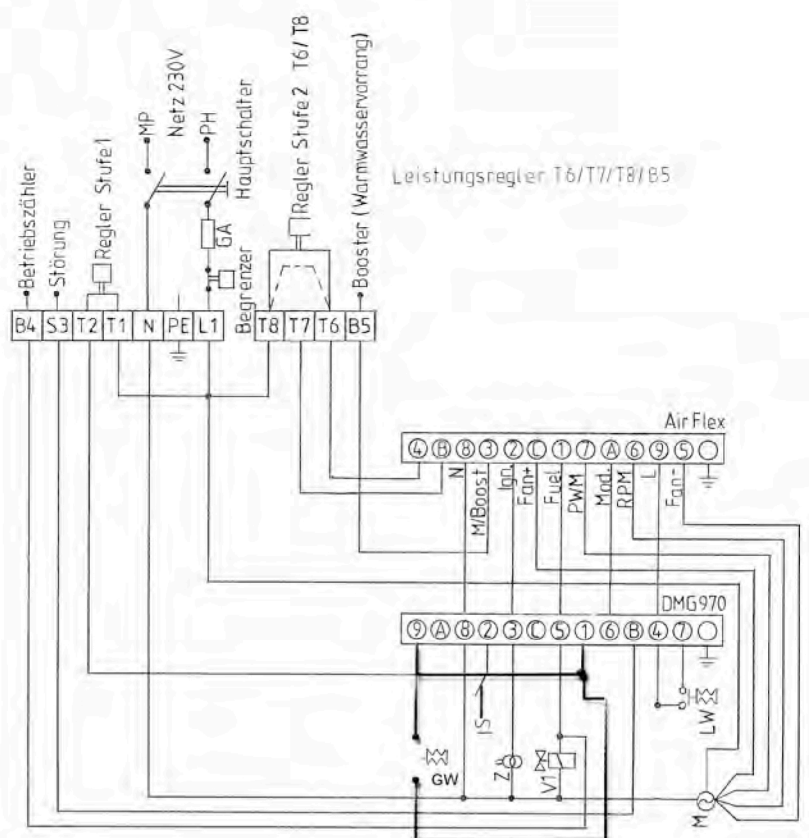 Betriebszähler
Störung
Regler Stufe 1
MP
Netz 230V
PH
Hauptschalter
GA
Begrenzer
Regler Stufe 2 T6/T8
Booster (Warmwasservorrang)
Leistungsregler T6/T7/T8/B5
B4 S3 T2 T1 N PE L1
T8 T7 T6 B5
Air Flex
4 B 8 3 2 C 1 7 A 6 9 5
N M/Boost Ign. Fan+ Fuel PWM Mod. RPM L Fan-
DMG970
9 A 8 2 3 C 5 1 6 B 4 7
IS
LW
GW
Z
V1
M